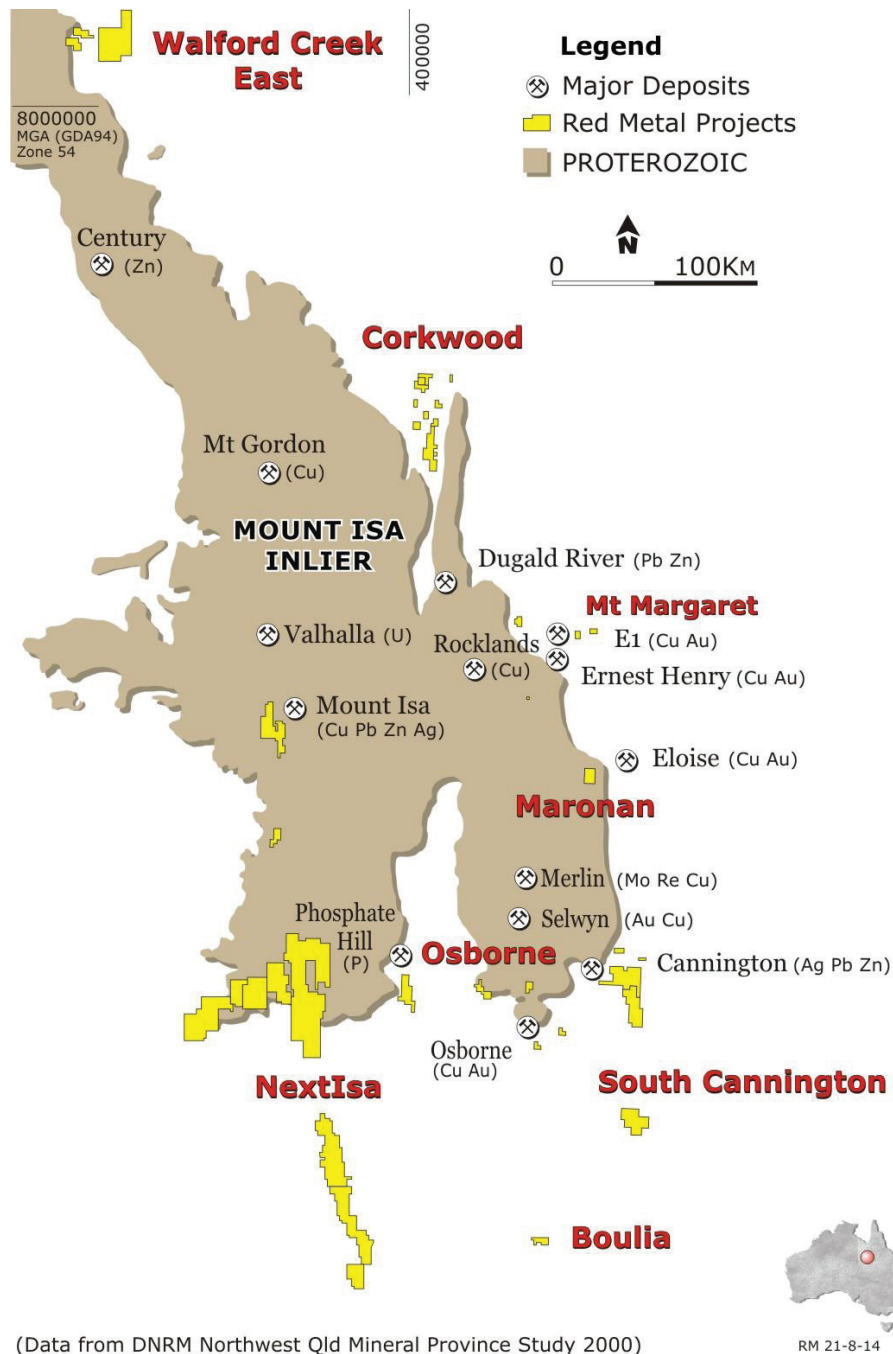 Walford Creek
East
400000
Legend
Major Deposits
Red Metal Projects
PROTEROZOIC
8000000
MGA (GDA94)
Zone 54
N
0 100KM
Century
(Zn)
Corkwood
Mt Gordon
(Cu)
MOUNT ISA
INLIER
Dugald River (Pb Zn)
Mt Margaret
Valhalla (U)
Rocklands
(Cu)
E1 (Cu Au)
Ernest Henry (Cu Au)
Mount Isa
(Cu Pb Zn Ag)
Eloise (Cu Au)
Maronan
Merlin (Mo Re Cu)
Selwyn (Au Cu)
Phosphate
Hill
(P)
Osborne
Cannington (Ag Pb Zn)
Osborne
(Cu Au)
NextIsa
South Cannington
Boulia
(Data from DNRM Northwest Qld Mineral Province Study 2000)
RM 21-8-14